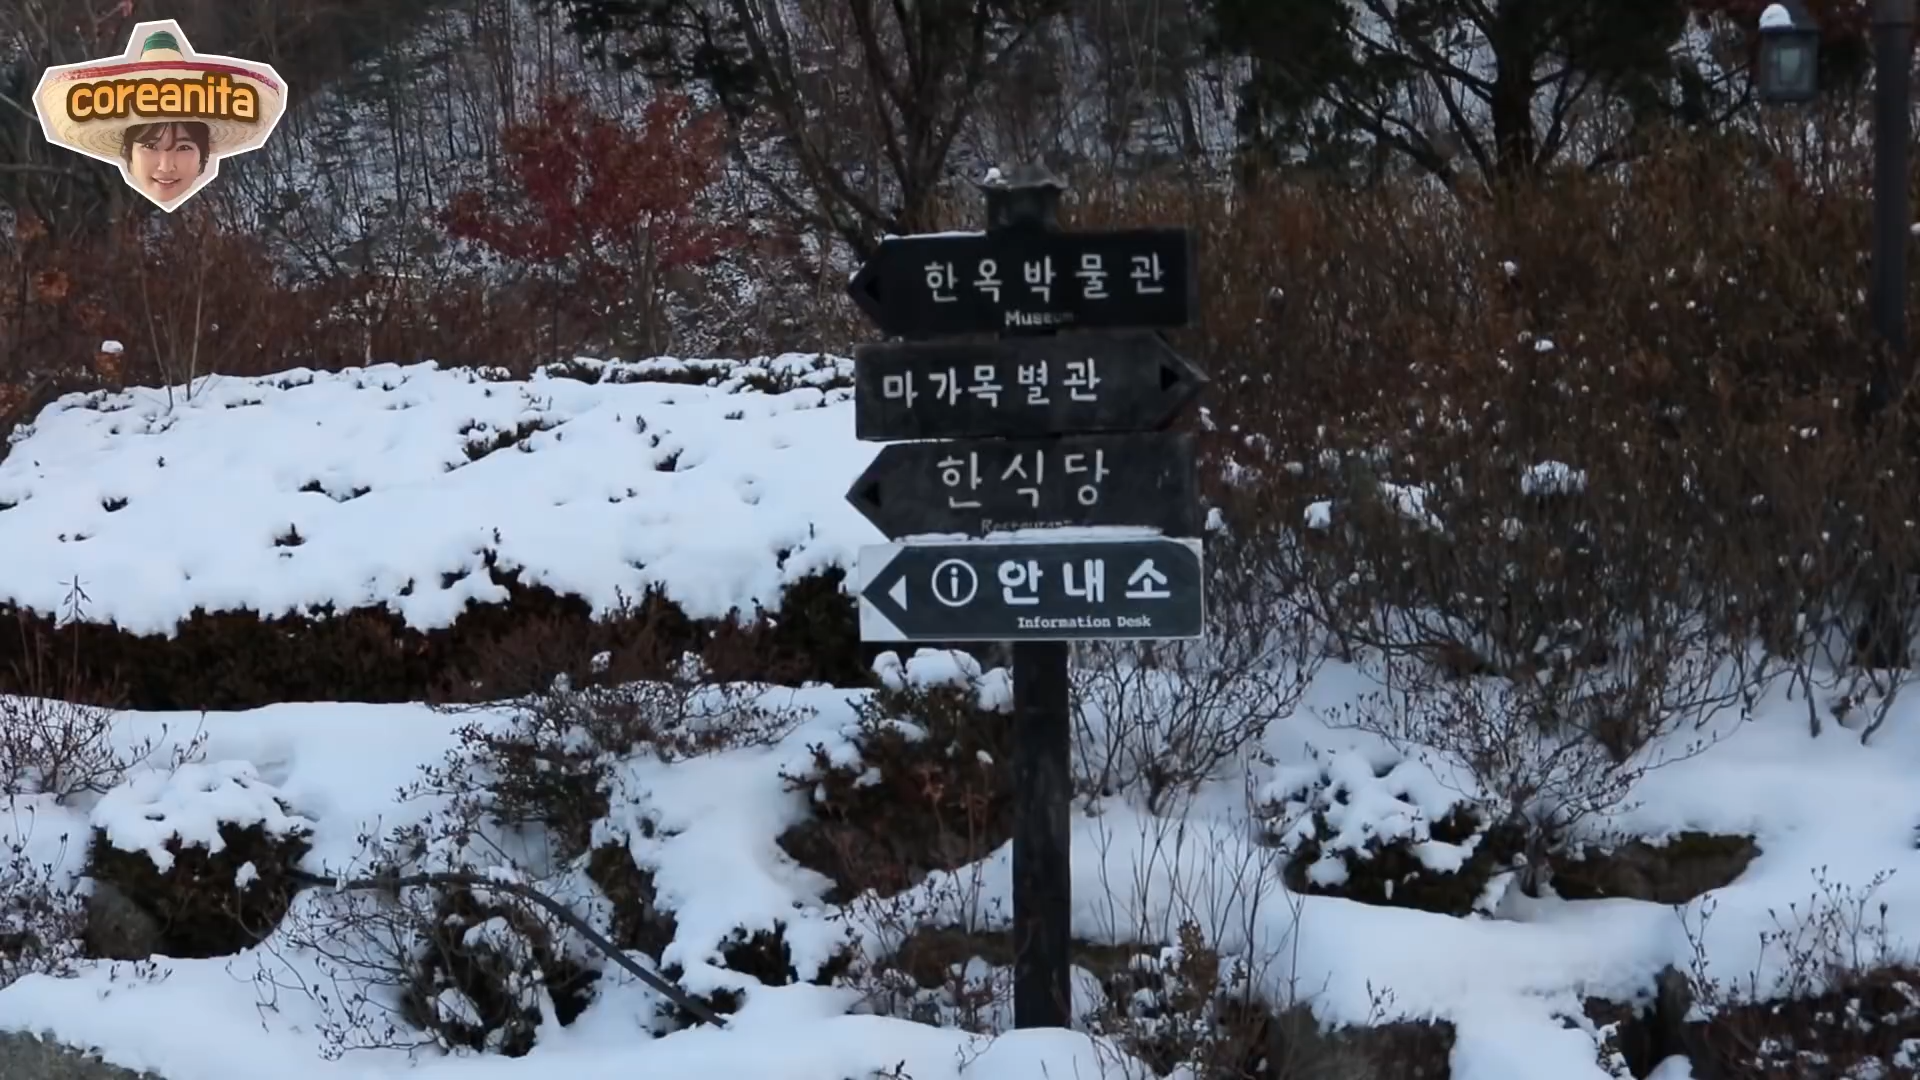 coreanita
한옥박물관
Museum
마가목별관
한식당
Restaurant
안내소
Information Desk